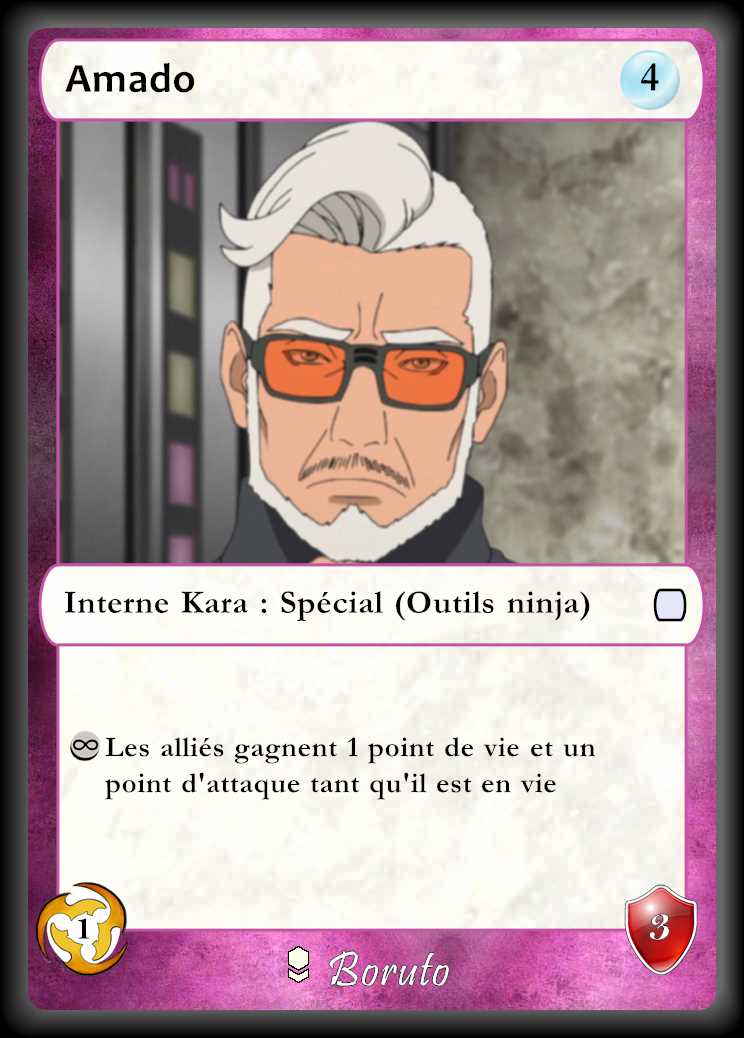 Amado
4
Interne Kara : Spécial (Outils ninja)
∞ Les alliés gagnent 1 point de vie et un
point d'attaque tant qu'il est en vie
1
3
Boruto